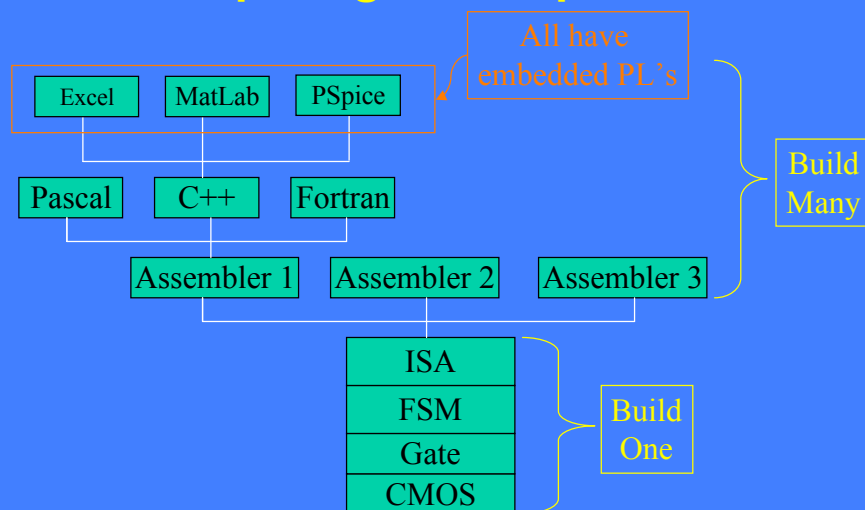 All have
embedded PL's
Excel
MatLab
PSpice
Build
Many
Pascal
C++
Fortran
Assembler 1
Assembler 2
Assembler 3
ISA
FSM
Gate
CMOS
Build
One